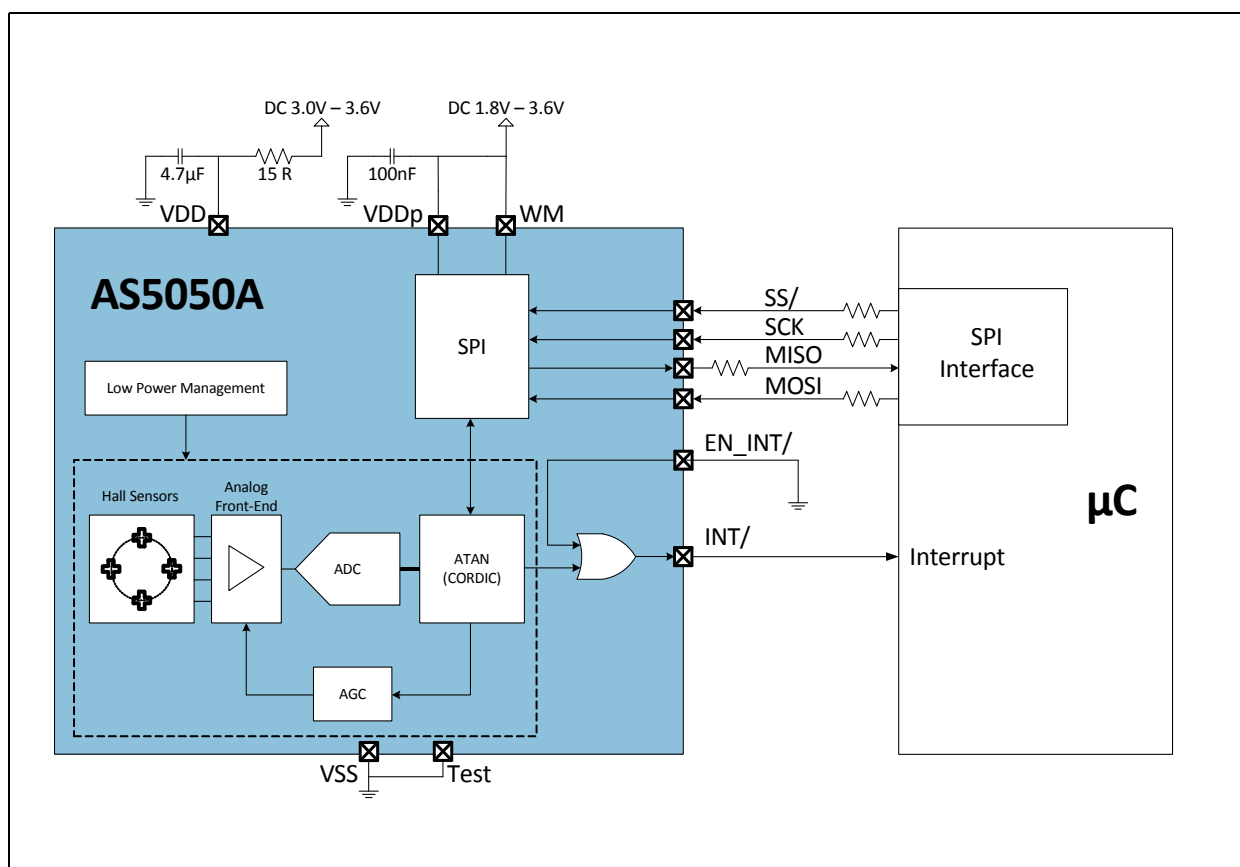 DC 3.0V – 3.6V
DC 1.8V – 3.6V
4.7µF
15 R
100nF
VDD
VDDp
WM
AS5050A
SPI
SS/
SCK
MISO
MOSI
SPI
Interface
Low Power Management
EN_INT/
µC
Hall Sensors
Analog
Front-End
ADC
ATAN
(CORDIC)
INT/
Interrupt
AGC
VSS
Test